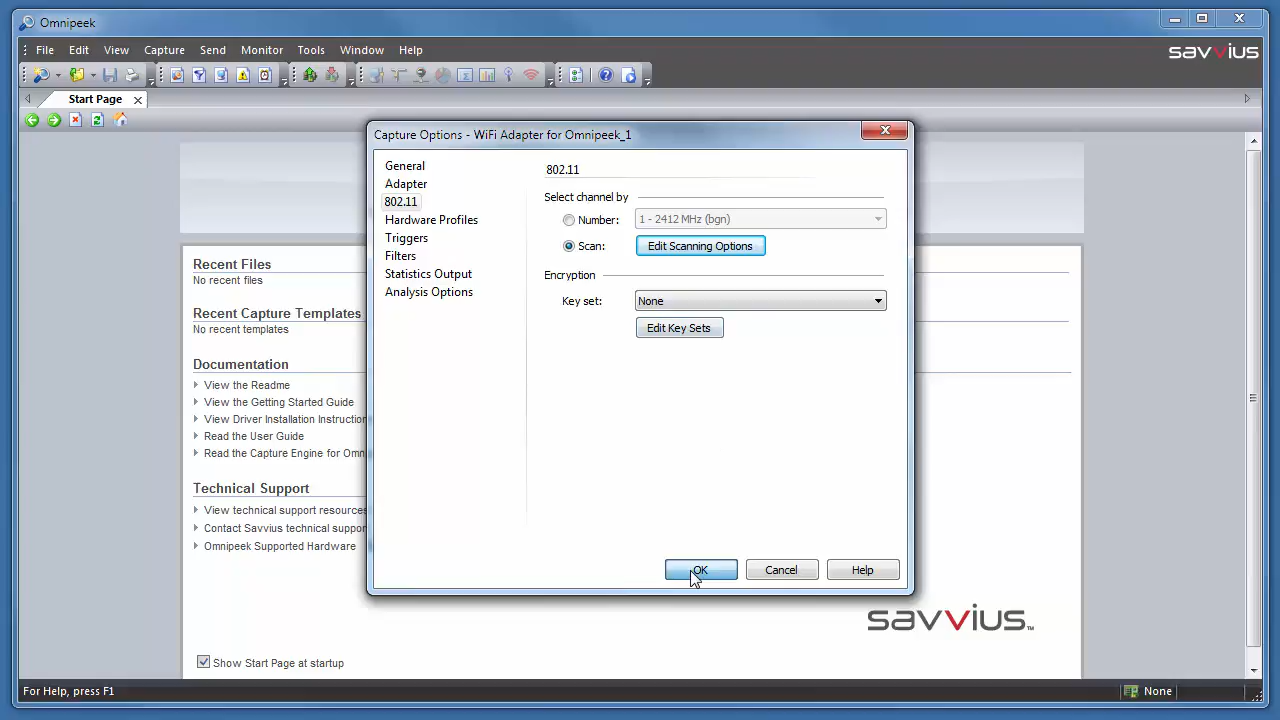 Omnipeek
File Edit View Capture Send Monitor Tools Window Help
savvius
Start Page
Capture Options - WiFi Adapter for Omnipeek_1
General
Adapter
802.11
Hardware Profiles
Triggers
Filters
Statistics Output
Analysis Options
802.11
Select channel by
Number: 1 - 2412 MHz (bgn)
Scan: Edit Scanning Options
Encryption
Key set: None
Edit Key Sets
OK Cancel Help
Recent Files
No recent files
Recent Capture Templates
No recent templates
Documentation
View the Readme
View the Getting Started Guide
View Driver Installation Instruction
Read the User Guide
Read the Capture Engine for Omn
Technical Support
View technical support resources
Contact Savvius technical suppor
Omnipeek Supported Hardware
savvius™
Show Start Page at startup
For Help, press F1
None